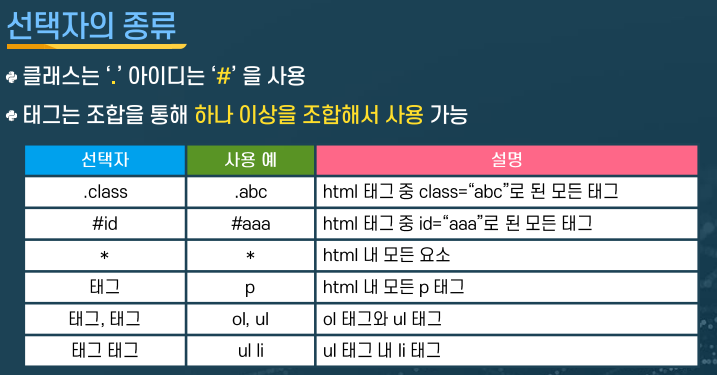 선택자의 종류
클래스는 ‘.’ 아이디는 ‘#’ 을 사용
태그는 조합을 통해 하나 이상을 조합해서 사용 가능
선택자 사용 예 설명
.class .abc html 태그 중 class=“abc”로 된 모든 태그
#id #aaa html 태그 중 id=“aaa”로 된 모든 태그
* * html 내 모든 요소
태그 p html 내 모든 p 태그
태그, 태그 ol, ul ol 태그와 ul 태그
태그 태그 ul li ul 태그 내 li 태그